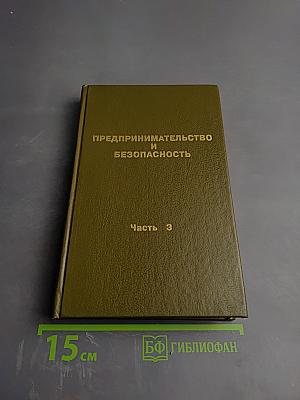 ПРЕДПРИНИМАТЕЛЬСТВО
И
БЕЗОПАСНОСТЬ
Часть 3
15 см
БФ ГИБЛИОФАН